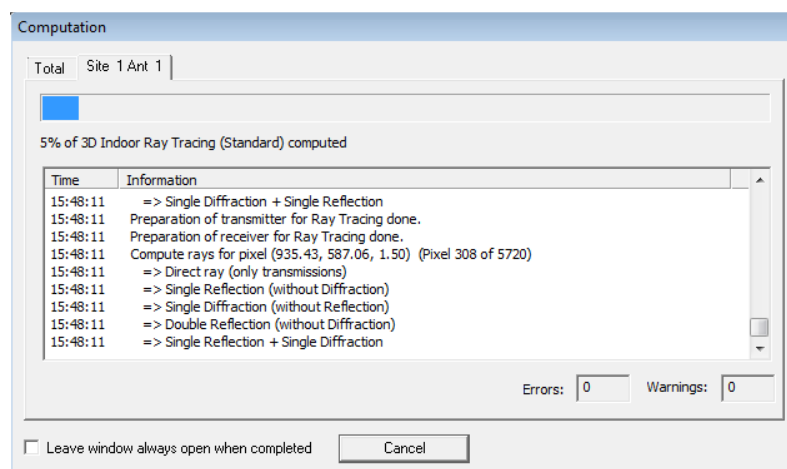 Computation
Total Site 1 Ant 1
5% of 3D Indoor Ray Tracing (Standard) computed
Time Information
15:48:11 => Single Diffraction + Single Reflection
15:48:11 Preparation of transmitter for Ray Tracing done.
15:48:11 Preparation of receiver for Ray Tracing done.
15:48:11 Compute rays for pixel (935.43, 587.06, 1.50) (Pixel 308 of 5720)
15:48:11 => Direct ray (only transmissions)
15:48:11 => Single Reflection (without Diffraction)
15:48:11 => Single Diffraction (without Reflection)
15:48:11 => Double Reflection (without Diffraction)
15:48:11 => Single Reflection + Single Diffraction
Errors: 0 Warnings: 0
Leave window always open when completed Cancel